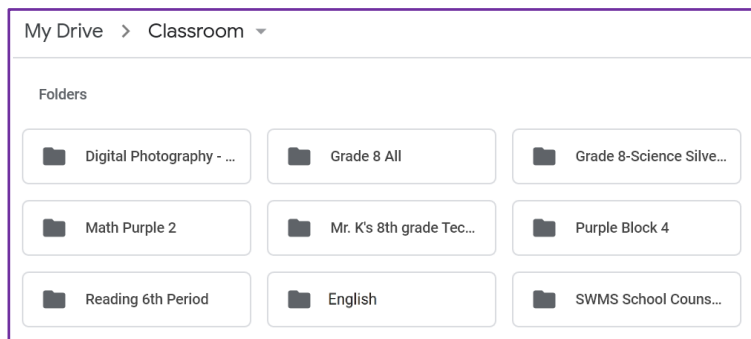 My Drive > Classroom
Folders
Digital Photography - ...
Grade 8 All
Grade 8-Science Silve...
Math Purple 2
Mr. K's 8th grade Tec...
Purple Block 4
Reading 6th Period
English
SWMS School Couns...